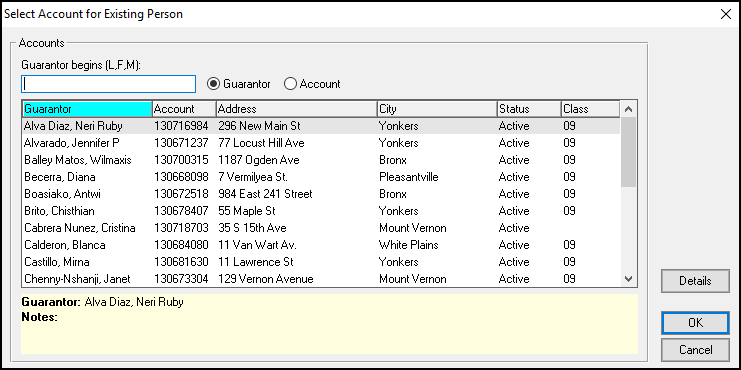 Select Account for Existing Person
Accounts
Guarantor begins (L,F,M):
Guarantor Account
Guarantor Account Address City Status Class
Alva Diaz, Neri Ruby 130716984 296 New Main St Yonkers Active 09
Alvarado, Jennifer P 130671237 77 Locust Hill Ave Yonkers Active 09
Balley Matos, Wilmaxis 130700315 1187 Ogden Ave Bronx Active 09
Becerra, Diana 130668098 7 Vermilyea St. Pleasantville Active 09
Boasiako, Antwi 130672518 984 East 241 Street Bronx Active 09
Brito, Chisthian 130678407 55 Maple St Yonkers Active 09
Cabrera Nunez, Cristina 130718703 35 S 15th Ave Mount Vernon Active
Calderon, Blanca 130684080 11 Van Wart Av. White Plains Active 09
Castillo, Mirna 130681630 11 Lawrence St Yonkers Active 09
Chenny-Nshanji, Janet 130673304 129 Vernon Avenue Mount Vernon Active 09
Guarantor: Alva Diaz, Neri Ruby
Notes:
Details
OK
Cancel